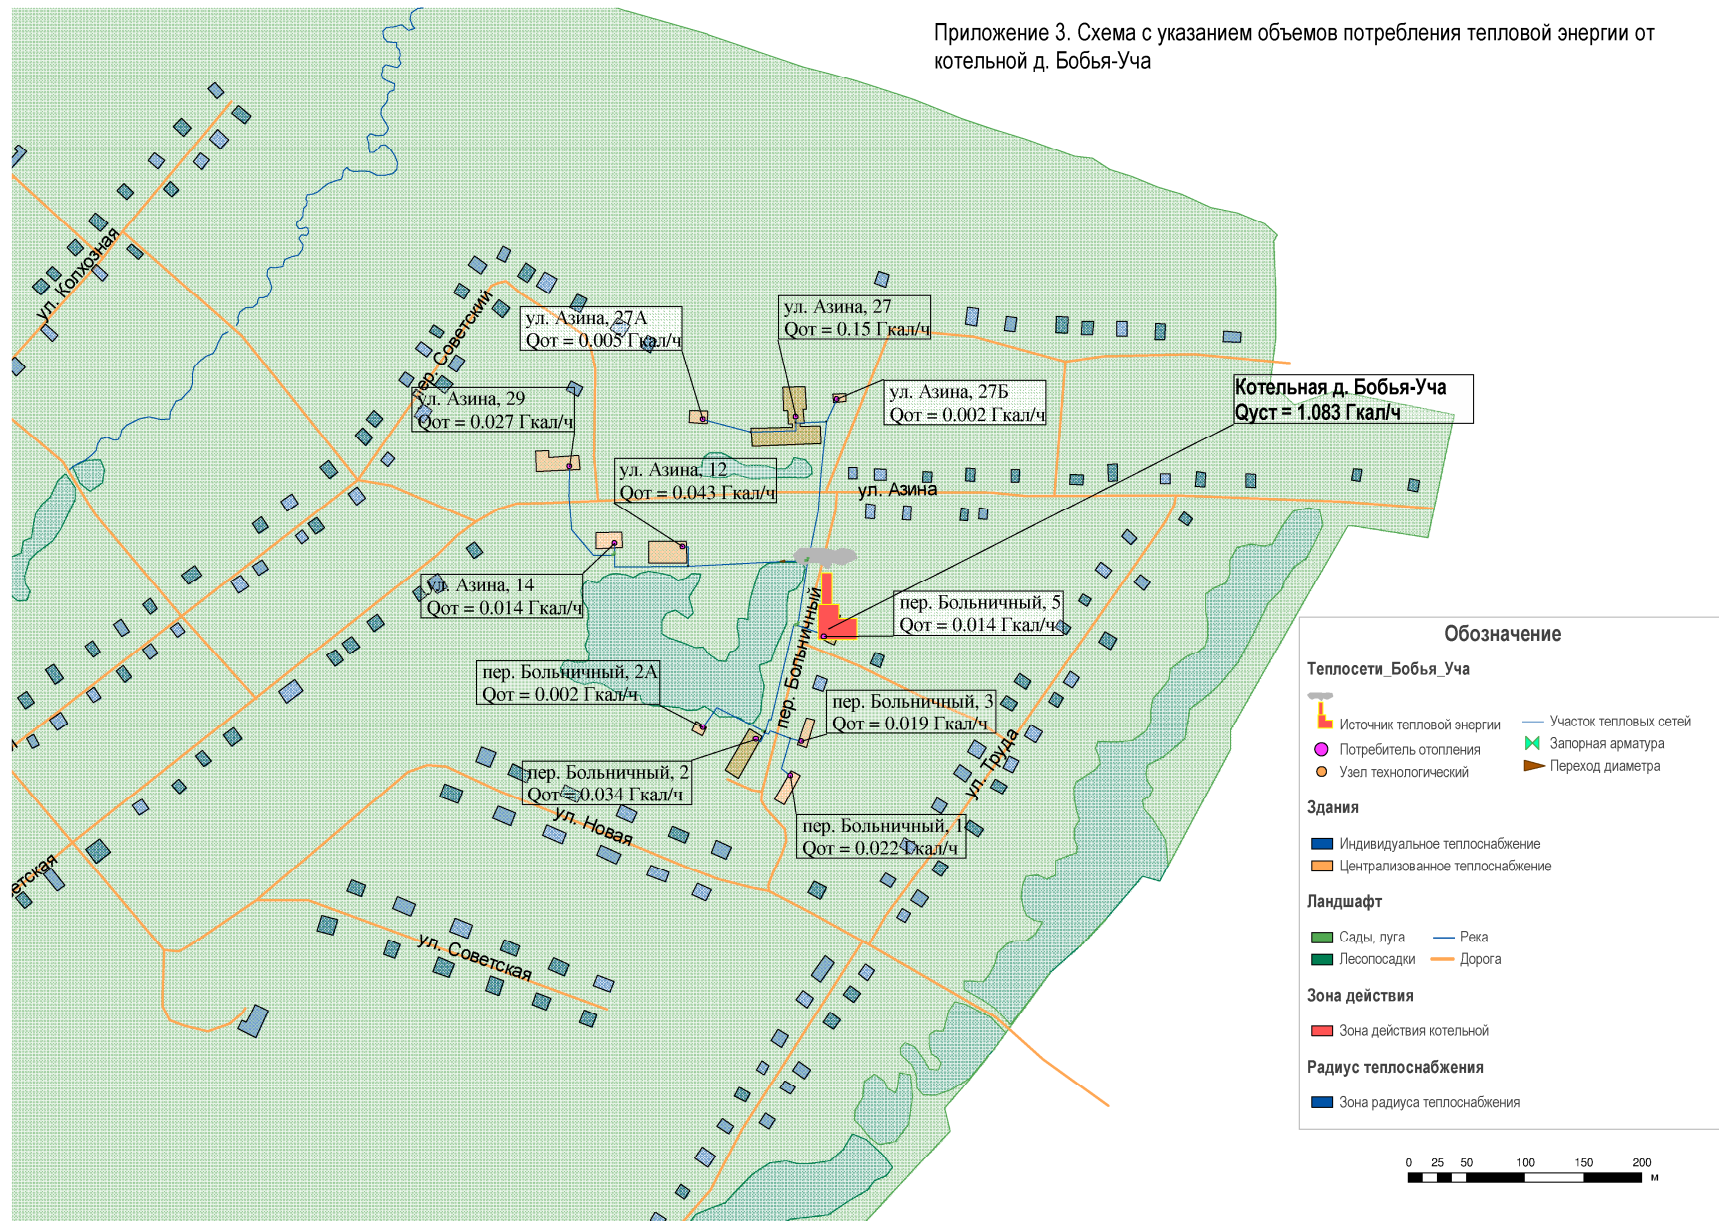 Приложение 3. Схема с указанием объемов потребления тепловой энергии от
котельной д. Бобья-Уча
ул. Колхозная
пер. Советский
ул. Азина, 27А
Qот = 0.005 Гкал/ч
ул. Азина, 27
Qот = 0.15 Гкал/ч
ул. Азина, 29
Qот = 0.027 Гкал/ч
ул. Азина, 27Б
Qот = 0.002 Гкал/ч
Котельная д. Бобья-Уча
Qуст = 1.083 Гкал/ч
ул. Азина, 12
Qот = 0.043 Гкал/ч
ул. Азина
ул. Азина, 14
Qот = 0.014 Гкал/ч
пер. Больничный, 5
Qот = 0.014 Гкал/ч
пер. Больничный
пер. Больничный, 2А
Qот = 0.002 Гкал/ч
пер. Больничный, 3
Qот = 0.019 Гкал/ч
пер. Больничный, 2
Qот = 0.034 Гкал/ч
пер. Больничный, 1
Qот = 0.022 Гкал/ч
ул. Труда
ул. Новая
ул. Советская
етская
Обозначение
Теплосети_Бобья_Уча
Источник тепловой энергии
Потребитель отопления
Узел технологический
Участок тепловых сетей
Запорная арматура
Переход диаметра
Здания
Индивидуальное теплоснабжение
Централизованное теплоснабжение
Ландшафт
Сады, луга
Река
Лесопосадки
Дорога
Зона действия
Зона действия котельной
Радиус теплоснабжения
Зона радиуса теплоснабжения
0 25 50 100 150 200
м